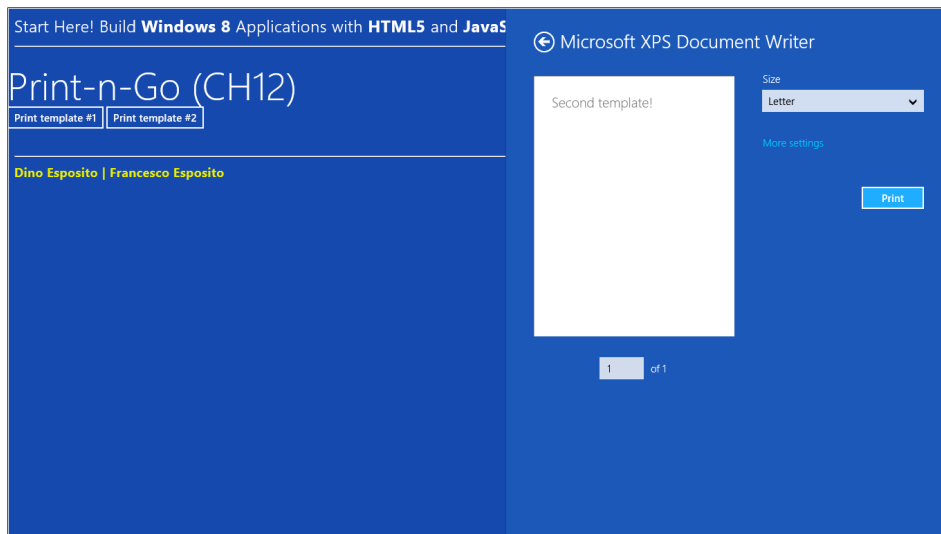 Start Here! Build Windows 8 Applications with HTML5 and JavaS
Print-n-Go (CH12)
Print template #1 Print template #2
Dino Esposito | Francesco Esposito
Microsoft XPS Document Writer
Second template!
Size
Letter
More settings
Print
1 of 1